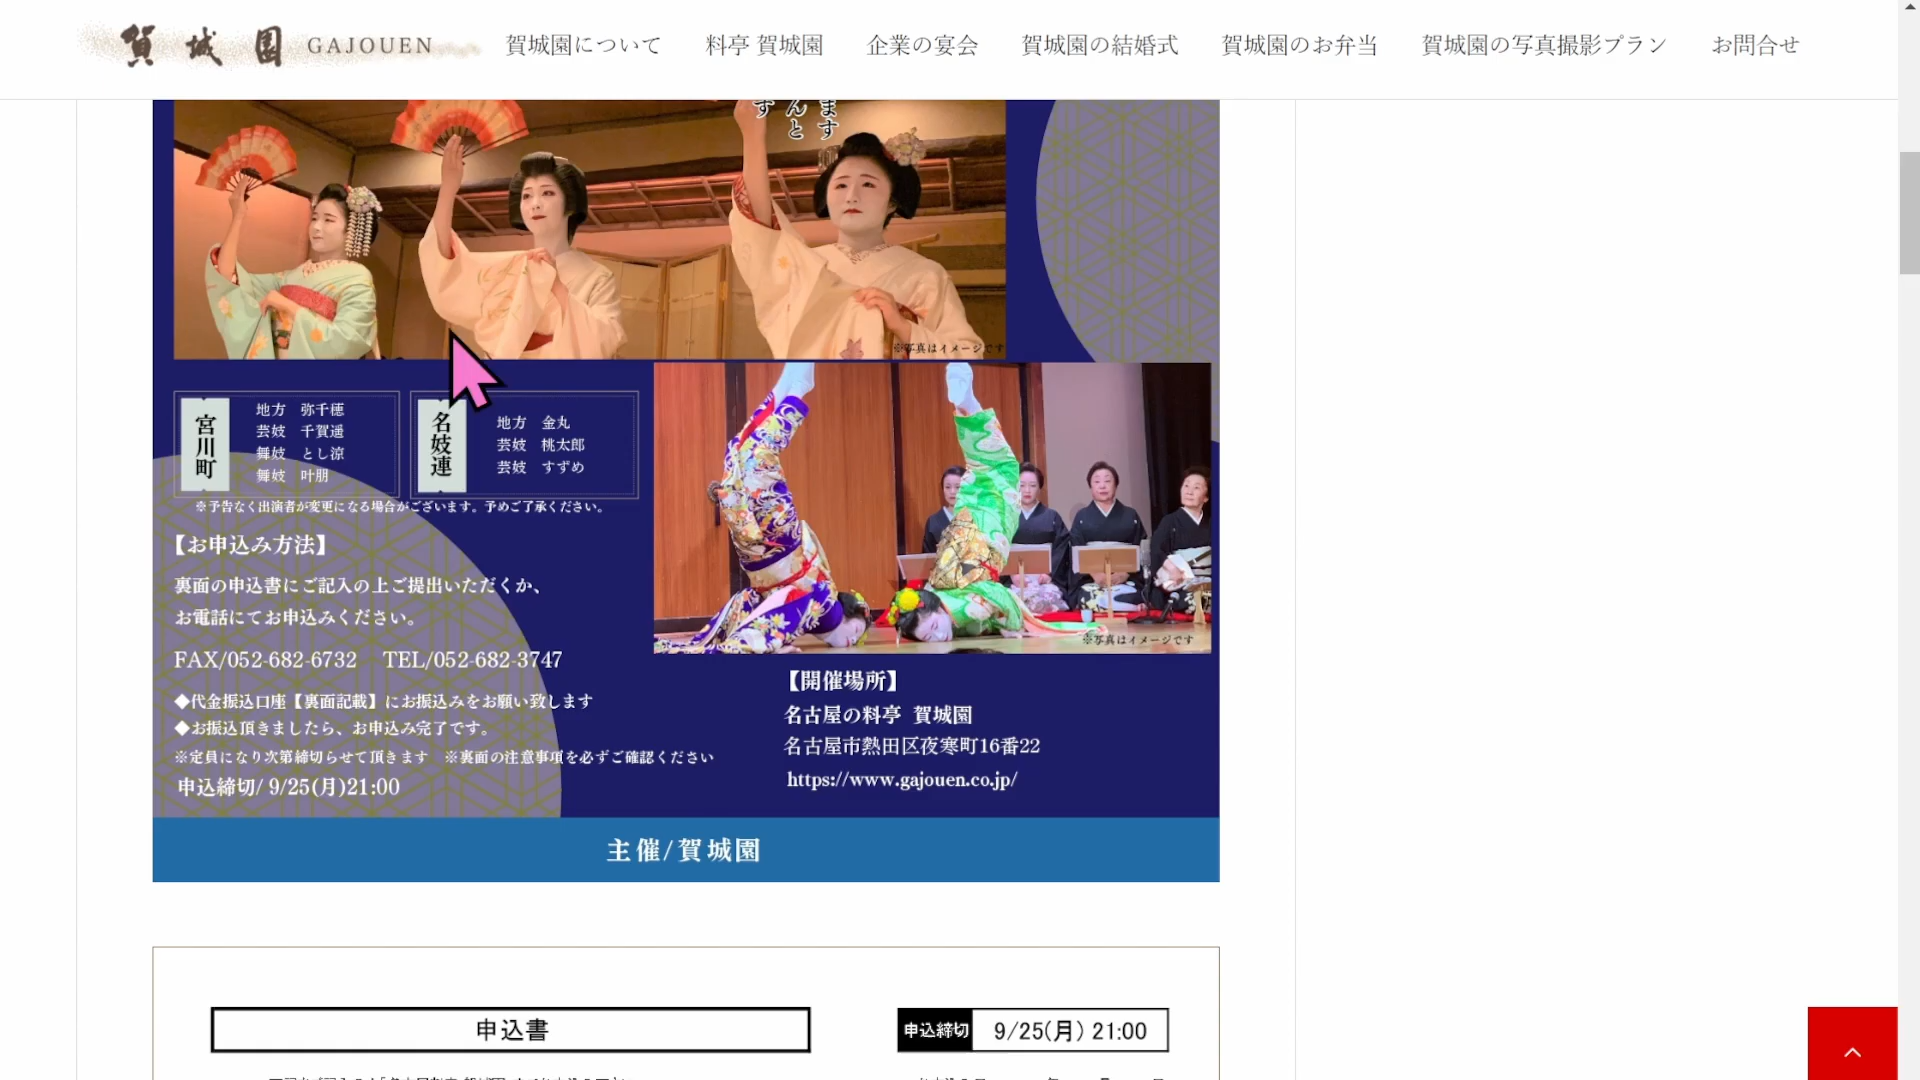 賀城園 GAJOUEN
賀城園について
料亭 賀城園
企業の宴会
賀城園の結婚式
賀城園のお弁当
賀城園の写真撮影プラン
お問合せ
ます
んと
す
※写真はイメージです
宮川町
地方 弥千穂
芸妓 千賀遥
舞妓 とし涼
舞妓 叶朋
名妓連
地方 金丸
芸妓 桃太郎
芸妓 すずめ
※予告なく出演者が変更になる場合がございます。予めご了承ください。
【お申込み方法】
裏面の申込書にご記入の上ご提出いただくか、
お電話にてお申込みください。
FAX/052-682-6732 TEL/052-682-3747
◆代金振込口座【裏面記載】にお振込みをお願い致します
◆お振込頂きましたら、お申込み完了です。
※定員になり次第締切らせて頂きます ※裏面の注意事項を必ずご確認ください
申込締切/ 9/25(月)21:00
※写真はイメージです
【開催場所】
名古屋の料亭 賀城園
名古屋市熱田区夜寒町16番22
https://www.gajouen.co.jp/
主催/賀城園
申込書
申込締切 9/25(月) 21:00